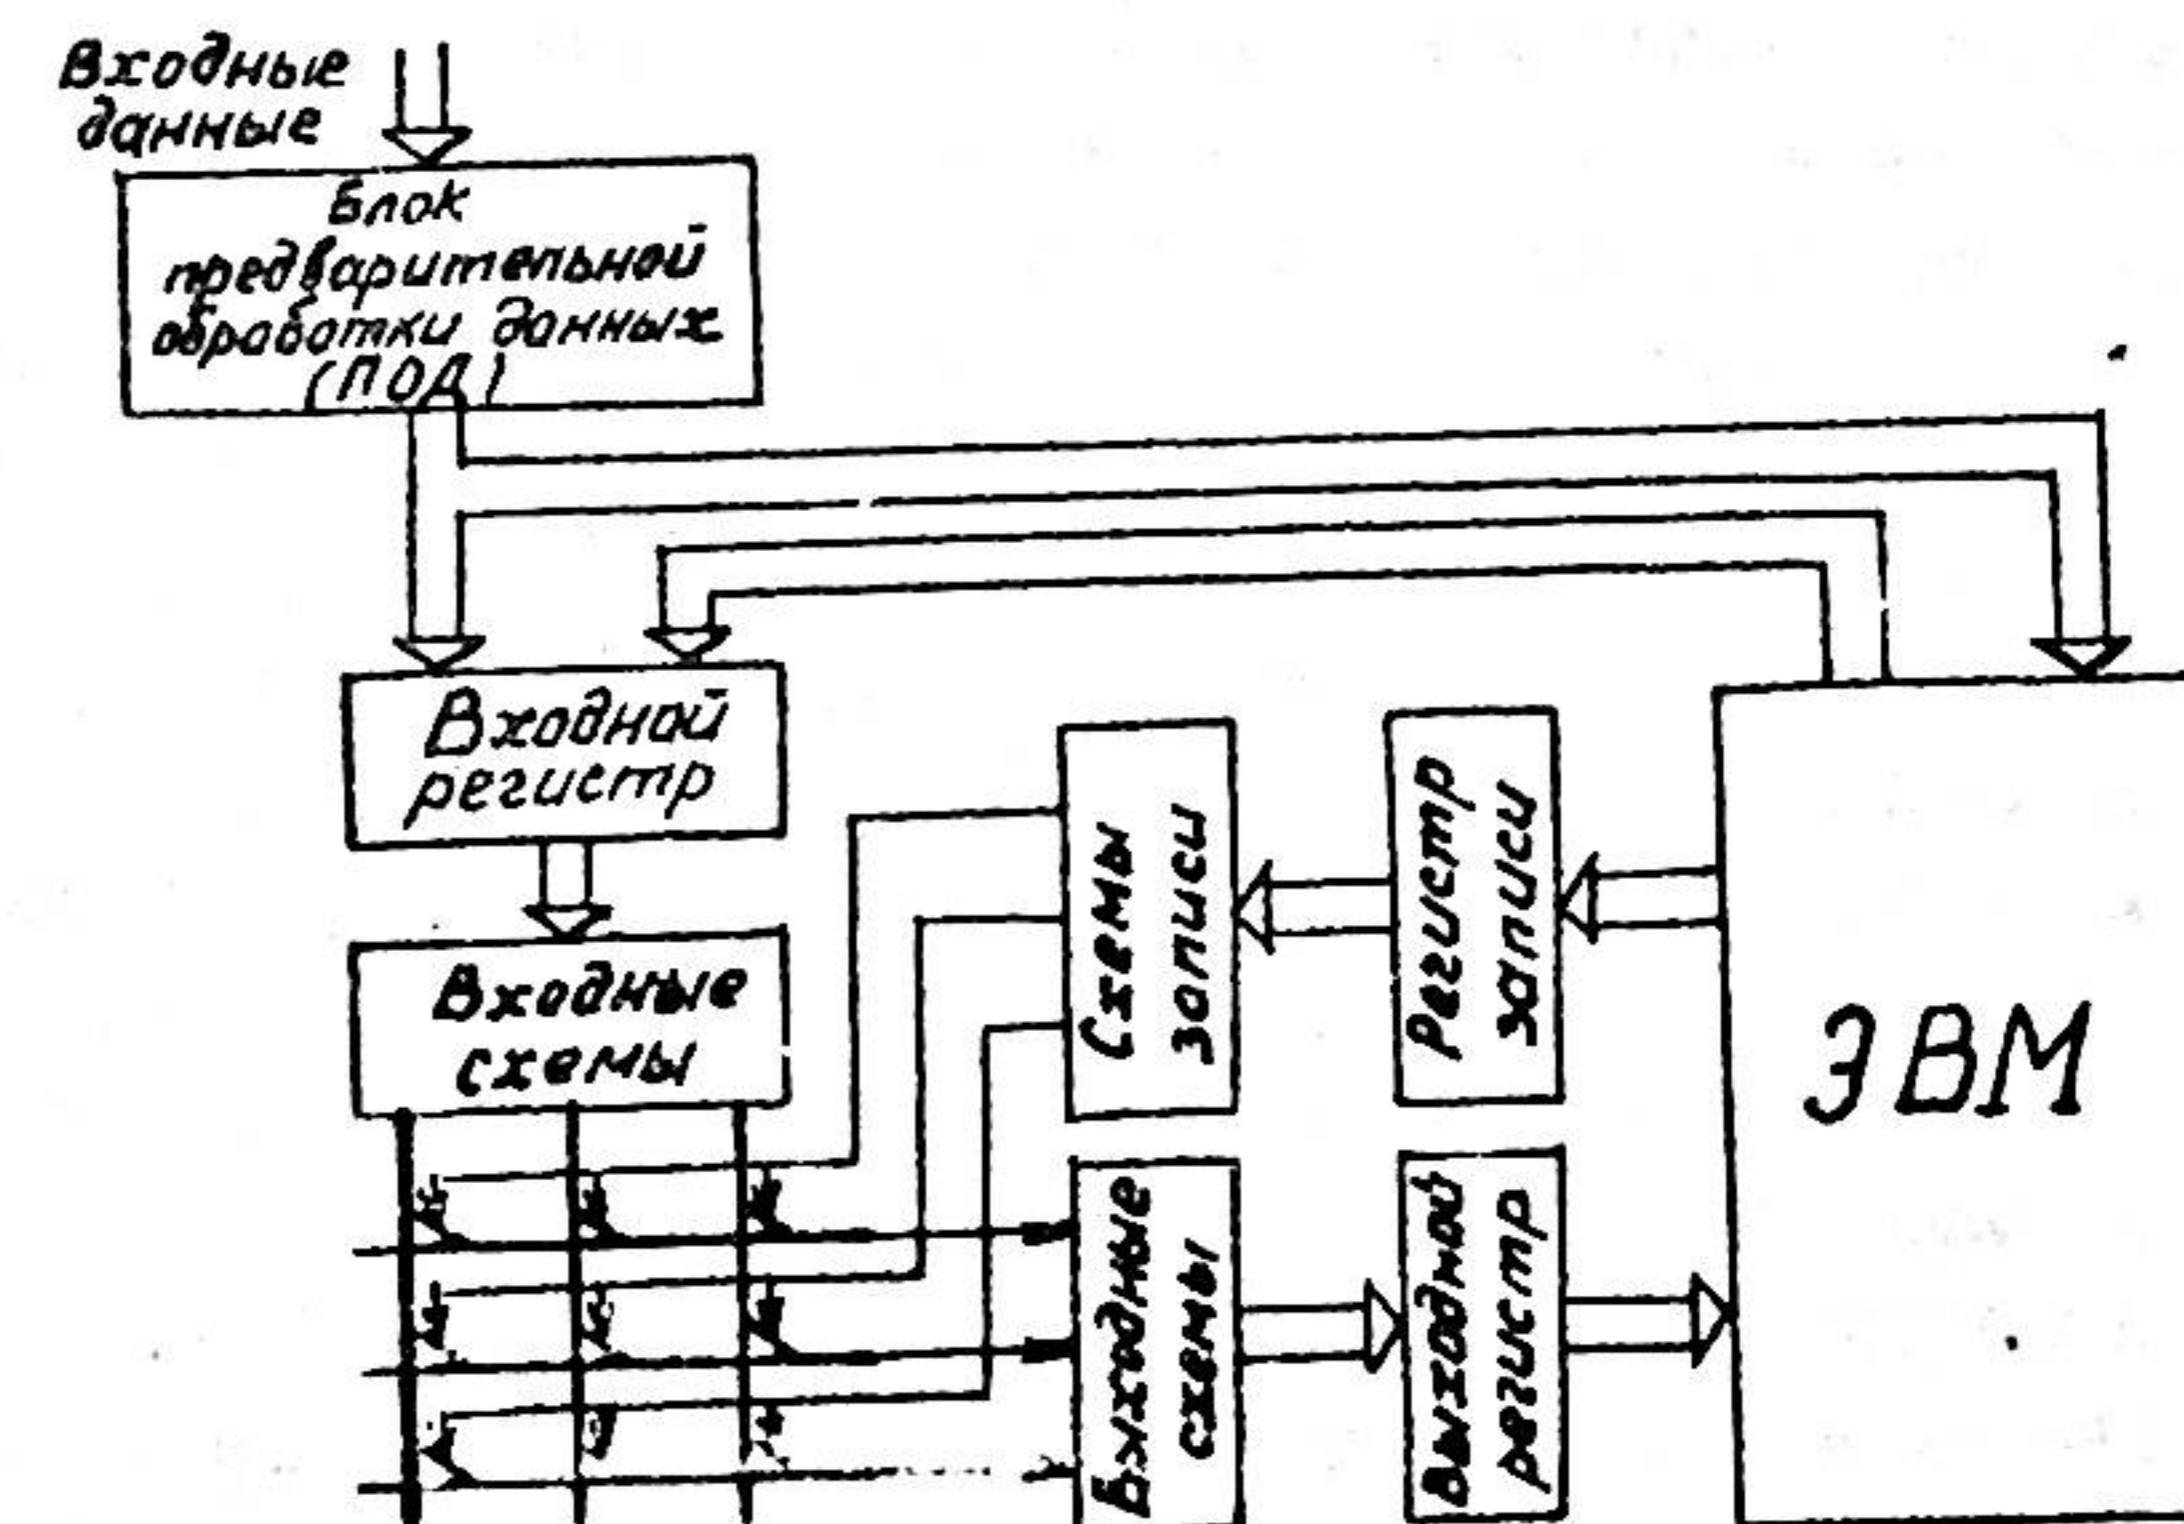 Входные
данные
Блок
предварительной
обработки данных
(ПОД)
Входной
регистр
Входные
схемы
Схемы
записи
Регистр
записи
ЭВМ
Выходные
схемы
Выходной
регистр